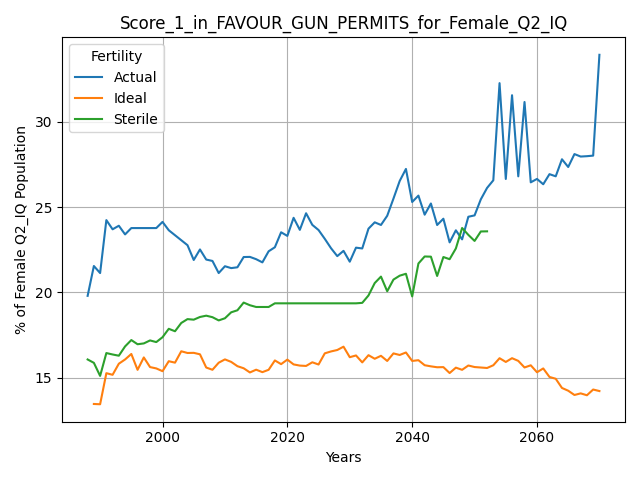 Score_1_in_FAVOUR_GUN_PERMITS_for_Female_Q2_IQ
Fertility
Actual
Ideal
Sterile
% of Female Q2_IQ Population
30
25
20
15
2000
2020
2040
2060
Years